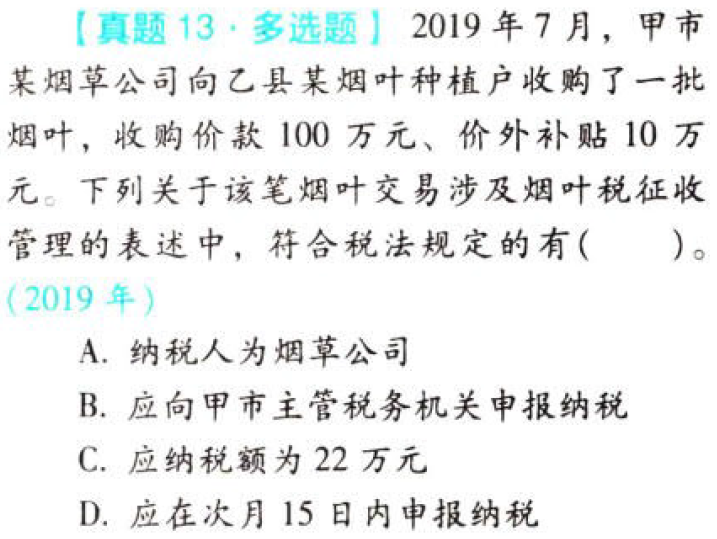 【真题 13·多选题】 2019 年 7 月，甲市
某烟草公司向乙县某烟叶种植户收购了一批
烟叶，收购价款 100 万元、价外补贴 10 万
元。下列关于该笔烟叶交易涉及烟叶税征收
管理的表述中，符合税法规定的有(　　)。
(2019 年)
A. 纳税人为烟草公司
B. 应向甲市主管税务机关申报纳税
C. 应纳税额为 22 万元
D. 应在次月 15 日内申报纳税